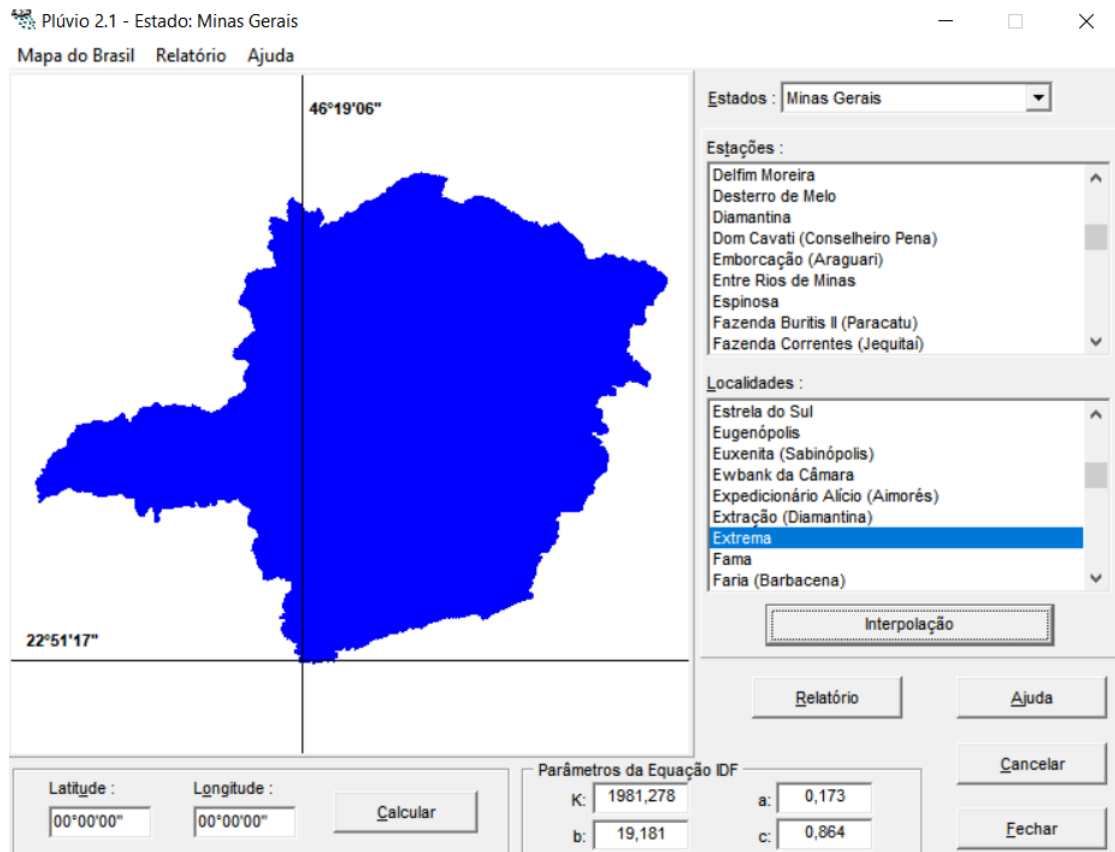 Plúvio 2.1 - Estado: Minas Gerais
Mapa do Brasil Relatório Ajuda
46°19'06"
22°51'17"
Estados : Minas Gerais
Estações :
Delfim Moreira
Desterro de Melo
Diamantina
Dom Cavati (Conselheiro Pena)
Emborcação (Araguari)
Entre Rios de Minas
Espinosa
Fazenda Buritis II (Paracatu)
Fazenda Correntes (Jequitaí)
Localidades :
Estrela do Sul
Eugenópolis
Euxenita (Sabinópolis)
Ewbank da Câmara
Expedicionário Alício (Aimorés)
Extração (Diamantina)
Extrema
Fama
Faria (Barbacena)
Interpolação
Relatório Ajuda
Cancelar
Fechar
Latitude : Longitude :
00°00'00" 00°00'00" Calcular
Parâmetros da Equação IDF
K: 1981,278 a: 0,173
b: 19,181 c: 0,864